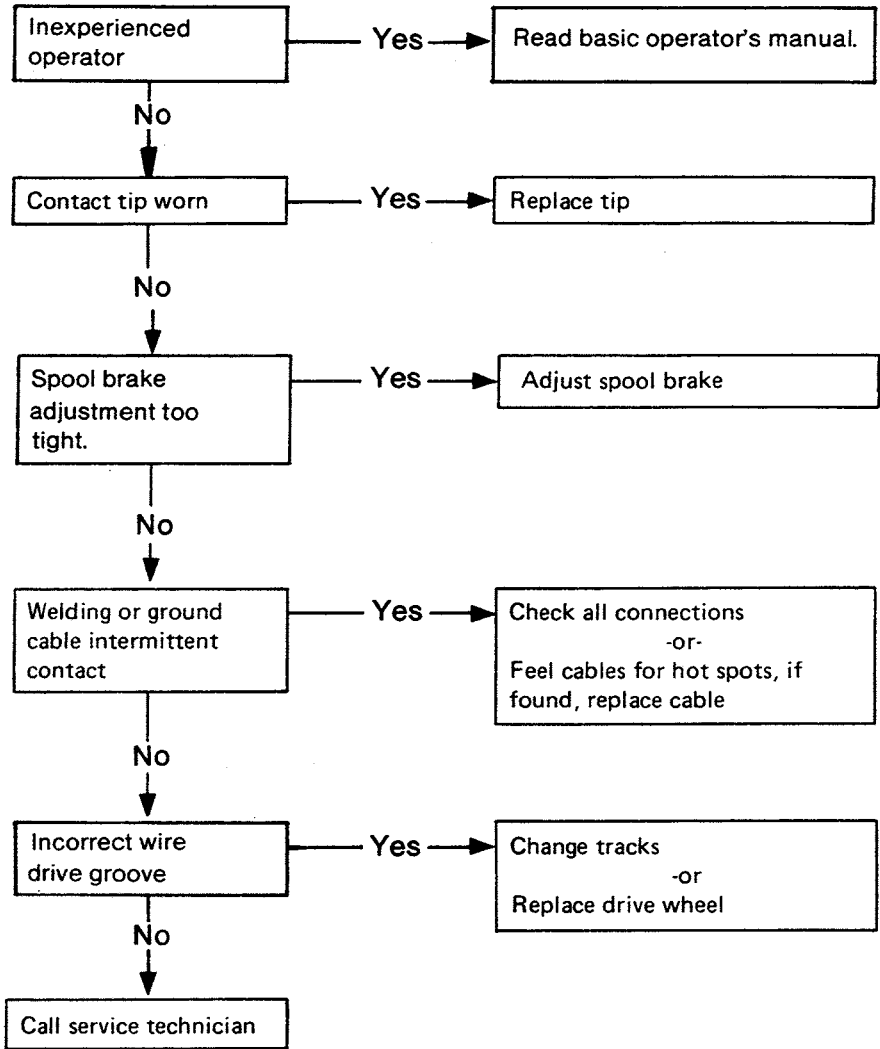 Inexperienced
operator
Yes
Read basic operator's manual.
No
Contact tip worn
Yes
Replace tip
No
Spool brake
adjustment too
tight.
Yes
Adjust spool brake
No
Welding or ground
cable intermittent
contact
Yes
Check all connections
-or-
Feel cables for hot spots, if
found, replace cable
No
Incorrect wire
drive groove
Yes
Change tracks
-or
Replace drive wheel
No
Call service technician